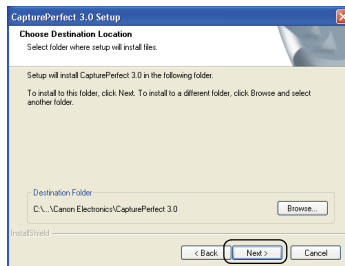 CapturePerfect 3.0 Setup
Choose Destination Location
Select folder where setup will install files.
Setup will install CapturePerfect 3.0 in the following folder.
To install to this folder, click Next. To install to a different folder, click Browse and select
another folder.
Destination Folder
C:\...\Canon Electronics\CapturePerfect 3.0
Browse...
InstallShield
< Back
Next >
Cancel